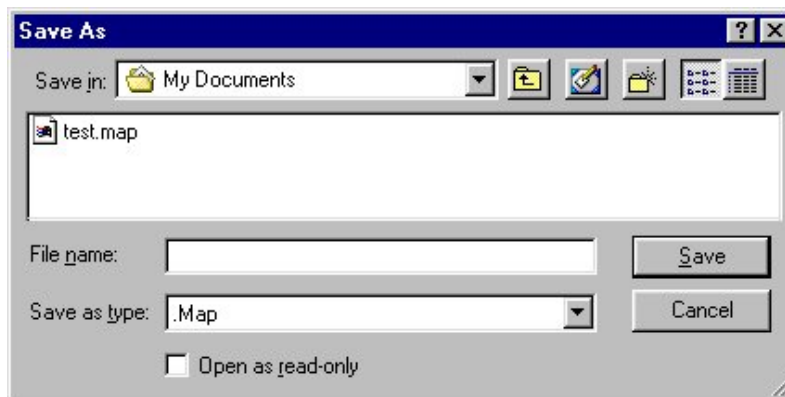 Save As
Save in: My Documents
test.map
File name: Save
Save as type: .Map Cancel
Open as read-only